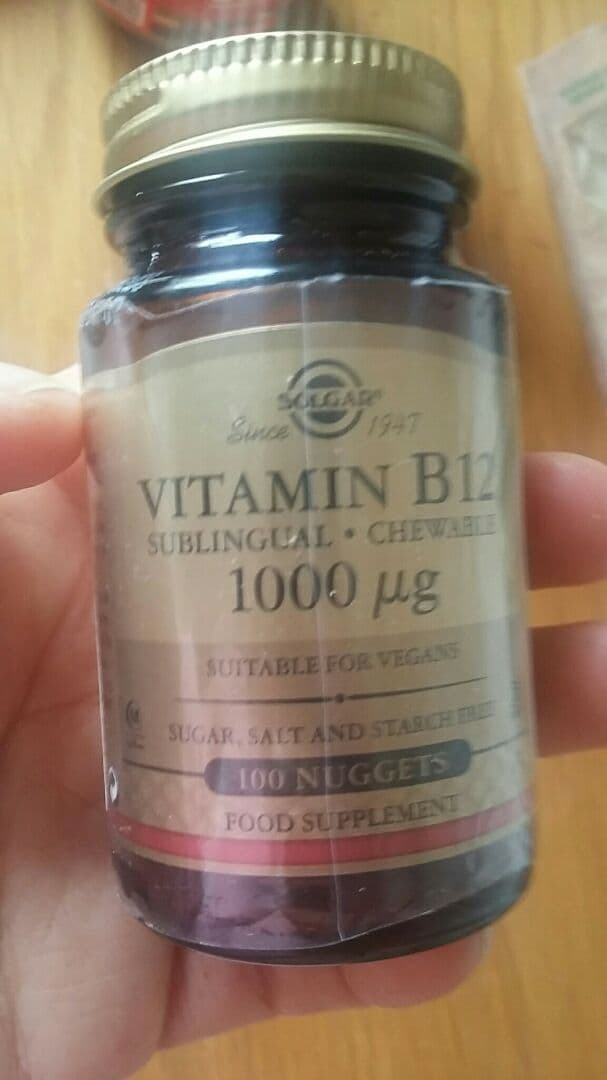 SOLGAR®
Since 1947
VITAMIN B12
SUBLINGUAL • CHEWABLE
1000 µg
SUITABLE FOR VEGANS
SUGAR, SALT AND STARCH FREE
100 NUGGETS
FOOD SUPPLEMENT